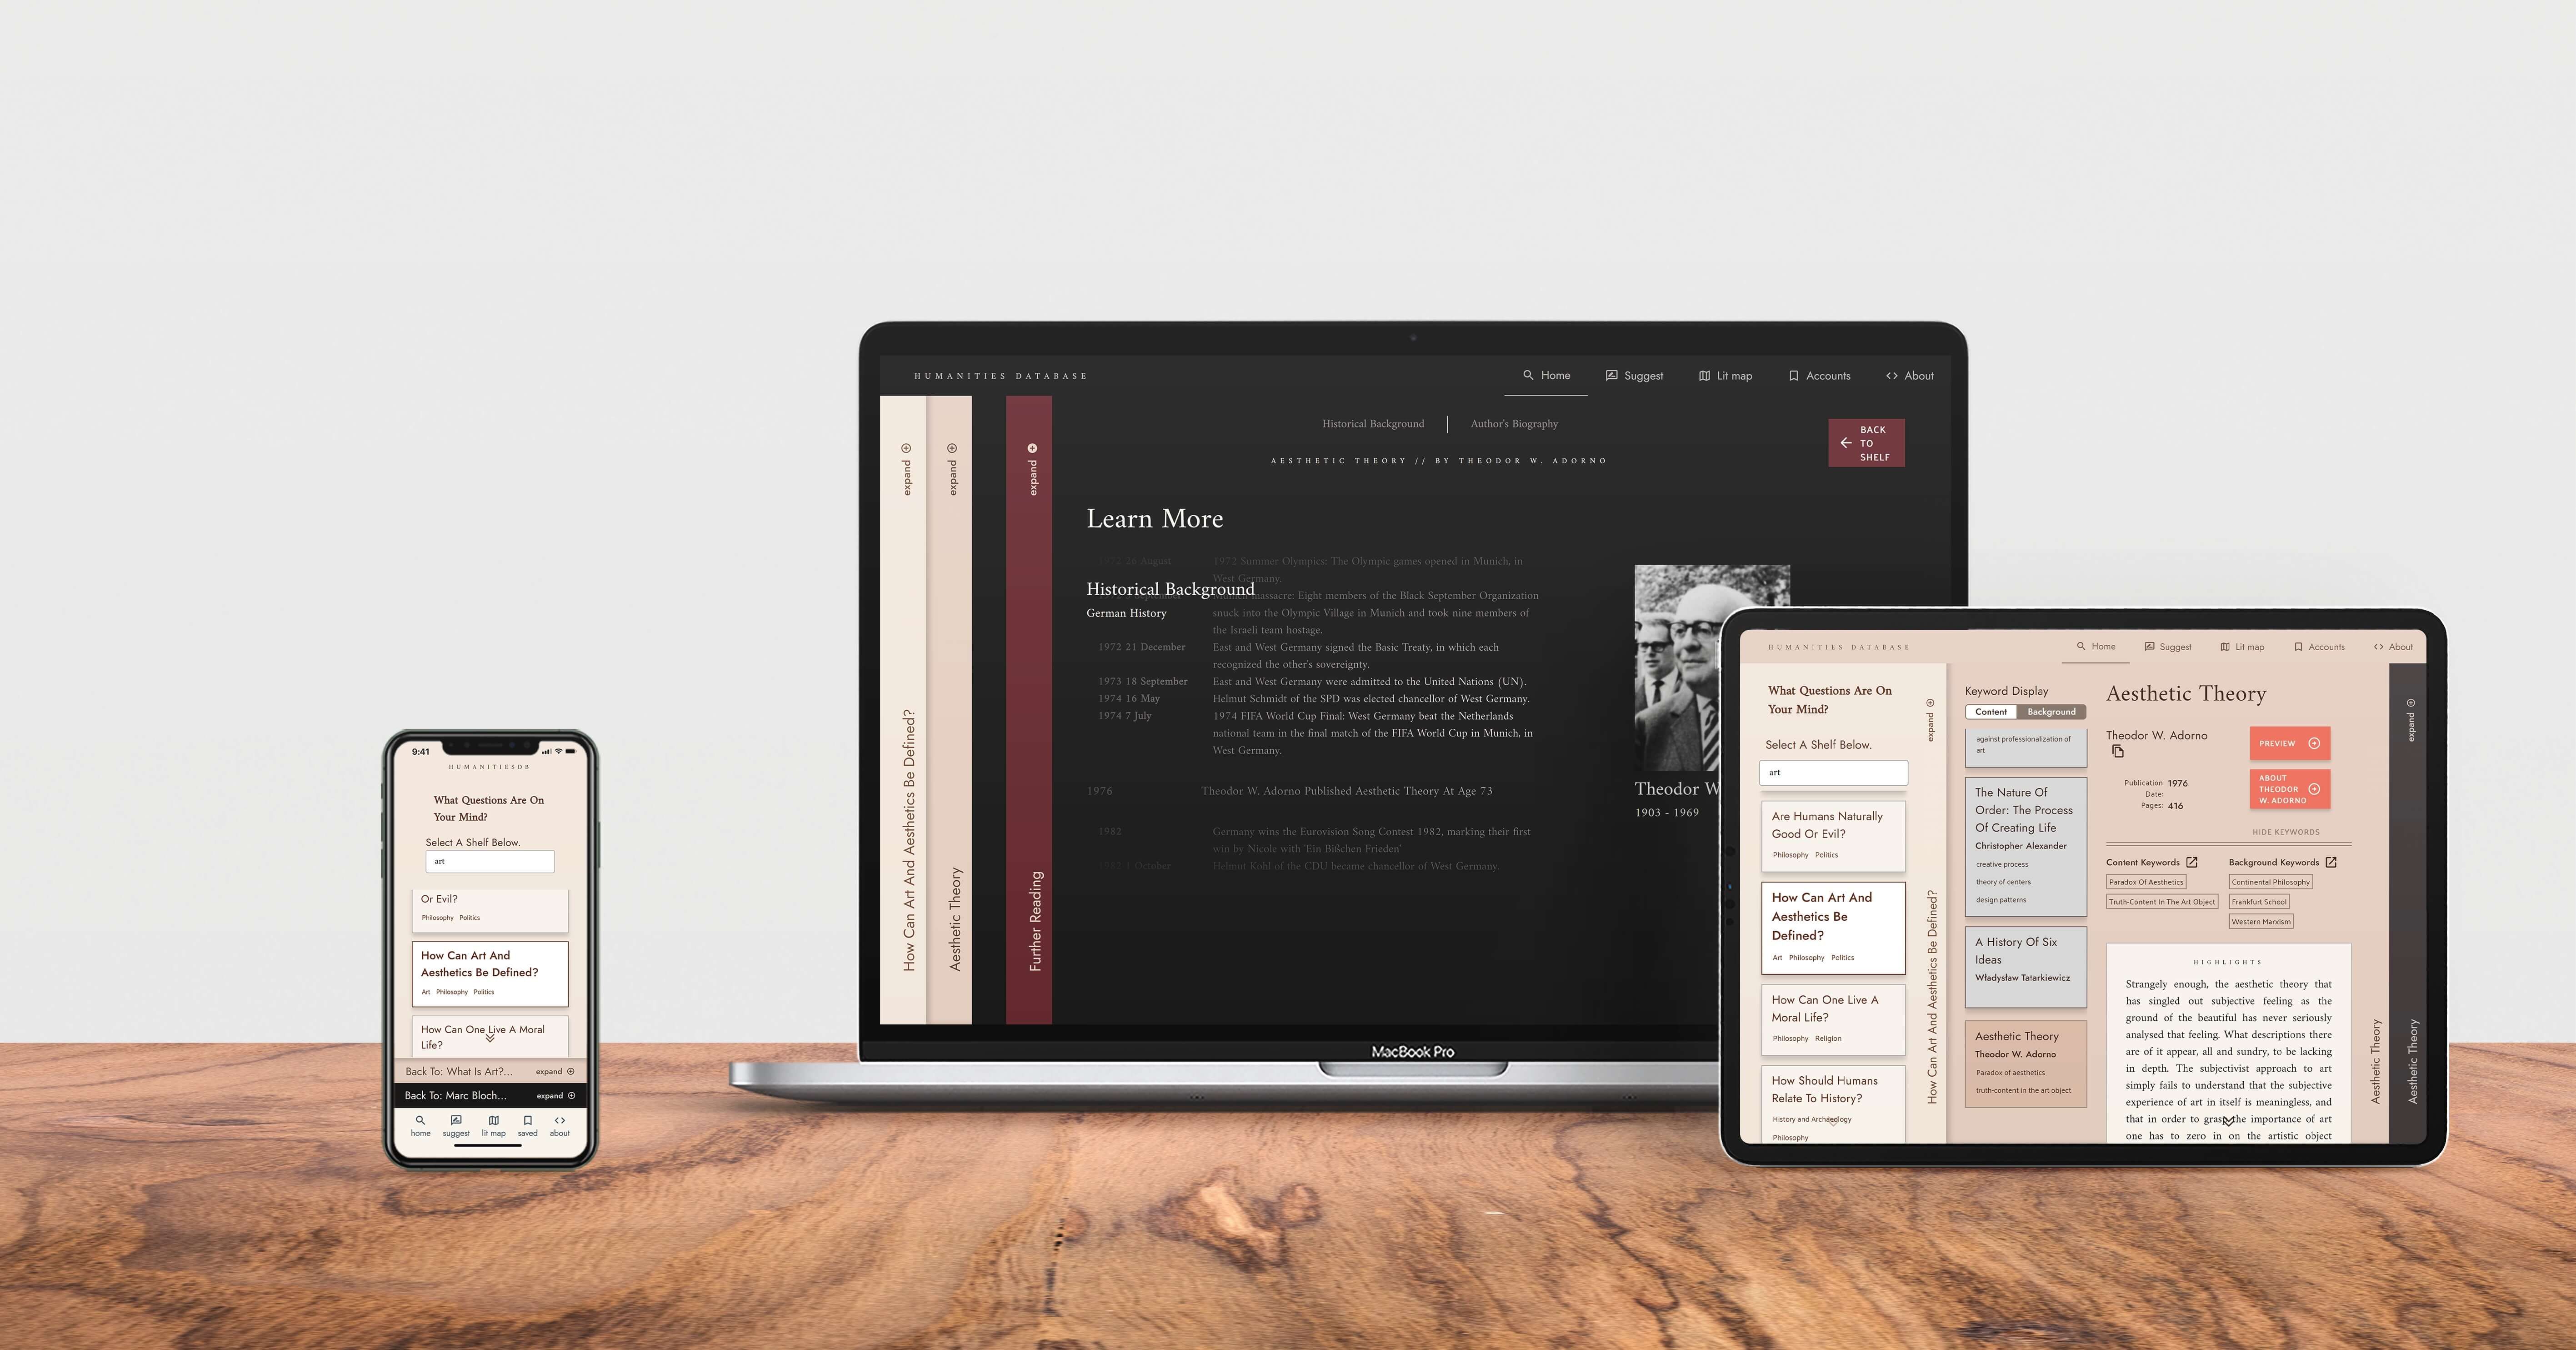 9:41
HUMANITIESDB
What Questions Are On
Your Mind?
Select A Shelf Below.
art
Or Evil?
Philosophy Politics
How Can Art And
Aesthetics Be Defined?
Art Philosophy Politics
How Can One Live A Moral
Life?
Back To: What Is Art?... expand
Back To: Marc Bloch... expand
home suggest lit map saved about
HUMANITIES DATABASE
Home Suggest Lit map Accounts About
expand
How Can Art And Aesthetics Be Defined?
expand
Aesthetic Theory
expand
Further Reading
Historical Background | Author's Biography
AESTHETIC THEORY // BY THEODOR W. ADORNO
BACK
TO
SHELF
Learn More
1972 26 August 1972 Summer Olympics: The Olympic games opened in Munich, in
West Germany.
Historical Background
September Munich massacre: Eight members of the Black September Organization
German History
snuck into the Olympic Village in Munich and took nine members of
the Israeli team hostage.
1972 21 December East and West Germany signed the Basic Treaty, in which each
recognized the other's sovereignty.
1973 18 September East and West Germany were admitted to the United Nations (UN).
1974 16 May Helmut Schmidt of the SPD was elected chancellor of West Germany.
1974 7 July 1974 FIFA World Cup Final: West Germany beat the Netherlands
national team in the final match of the FIFA World Cup in Munich, in
West Germany.
1976 Theodor W. Adorno Published Aesthetic Theory At Age 73
1982 Germany wins the Eurovision Song Contest 1982, marking their first
win by Nicole with 'Ein Bißchen Frieden'
1982 1 October Helmut Kohl of the CDU became chancellor of West Germany.
Theodor W
1903 - 1969
MacBook Pro
HUMANITIES DATABASE
Home Suggest Lit map Accounts About
What Questions Are On
Your Mind?
Select A Shelf Below.
art
Are Humans Naturally
Good Or Evil?
Philosophy Politics
How Can Art And
Aesthetics Be
Defined?
Art Philosophy Politics
How Can One Live A
Moral Life?
Philosophy Religion
How Should Humans
Relate To History?
History and Archaeology
Philosophy
expand
How Can Art And Aesthetics Be Defined?
Keyword Display
Content Background
against professionalization of
art
The Nature Of
Order: The Process
Of Creating Life
Christopher Alexander
creative process
theory of centers
design patterns
A History Of Six
Ideas
Władysław Tatarkiewicz
Aesthetic Theory
Theodor W. Adorno
Paradox of aesthetics
truth-content in the art object
Aesthetic Theory
Theodor W. Adorno
PREVIEW
Publication Date: 1976
Pages: 416
ABOUT
THEODOR
W. ADORNO
HIDE KEYWORDS
Content Keywords
Paradox Of Aesthetics
Truth-Content In The Art Object
Background Keywords
Continental Philosophy
Frankfurt School
Western Marxism
HIGHLIGHTS
Strangely enough, the aesthetic theory that
has singled out subjective feeling as the
ground of the beautiful has never seriously
analysed that feeling. What descriptions there
are of it appear, all and sundry, to be lacking
in depth. The subjectivist approach to art
simply fails to understand that the subjective
experience of art in itself is meaningless, and
that in order to grasp the importance of art
one has to zero in on the artistic object
Aesthetic Theory
expand
Aesthetic Theory